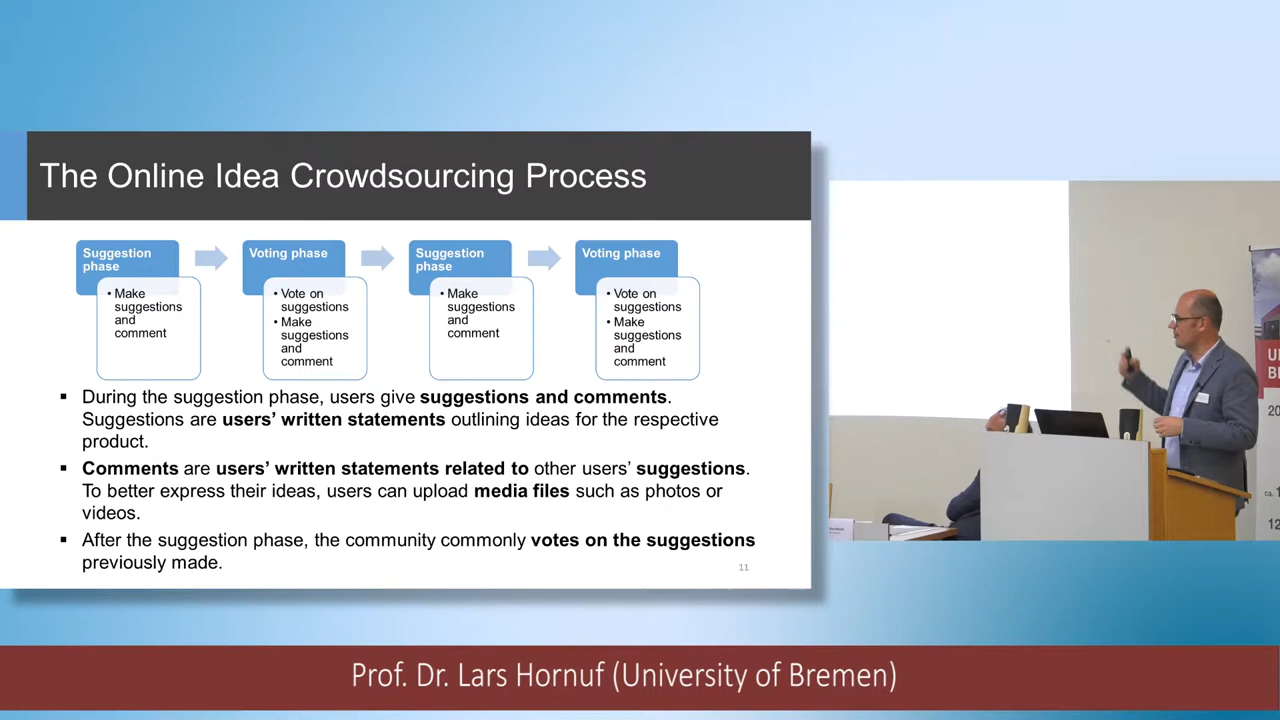 The Online Idea Crowdsourcing Process
Suggestion
phase
• Make
suggestions
and
comment
Voting phase
• Vote on
suggestions
• Make
suggestions
and
comment
Suggestion
phase
• Make
suggestions
and
comment
Voting phase
• Vote on
suggestions
• Make
suggestions
and
comment
▪ During the suggestion phase, users give suggestions and comments.
Suggestions are users’ written statements outlining ideas for the respective
product.
▪ Comments are users’ written statements related to other users’ suggestions.
To better express their ideas, users can upload media files such as photos or
videos.
▪ After the suggestion phase, the community commonly votes on the suggestions
previously made.
11
20
ca. 1
12
Prof. Dr. Lars Hornuf (University of Bremen)